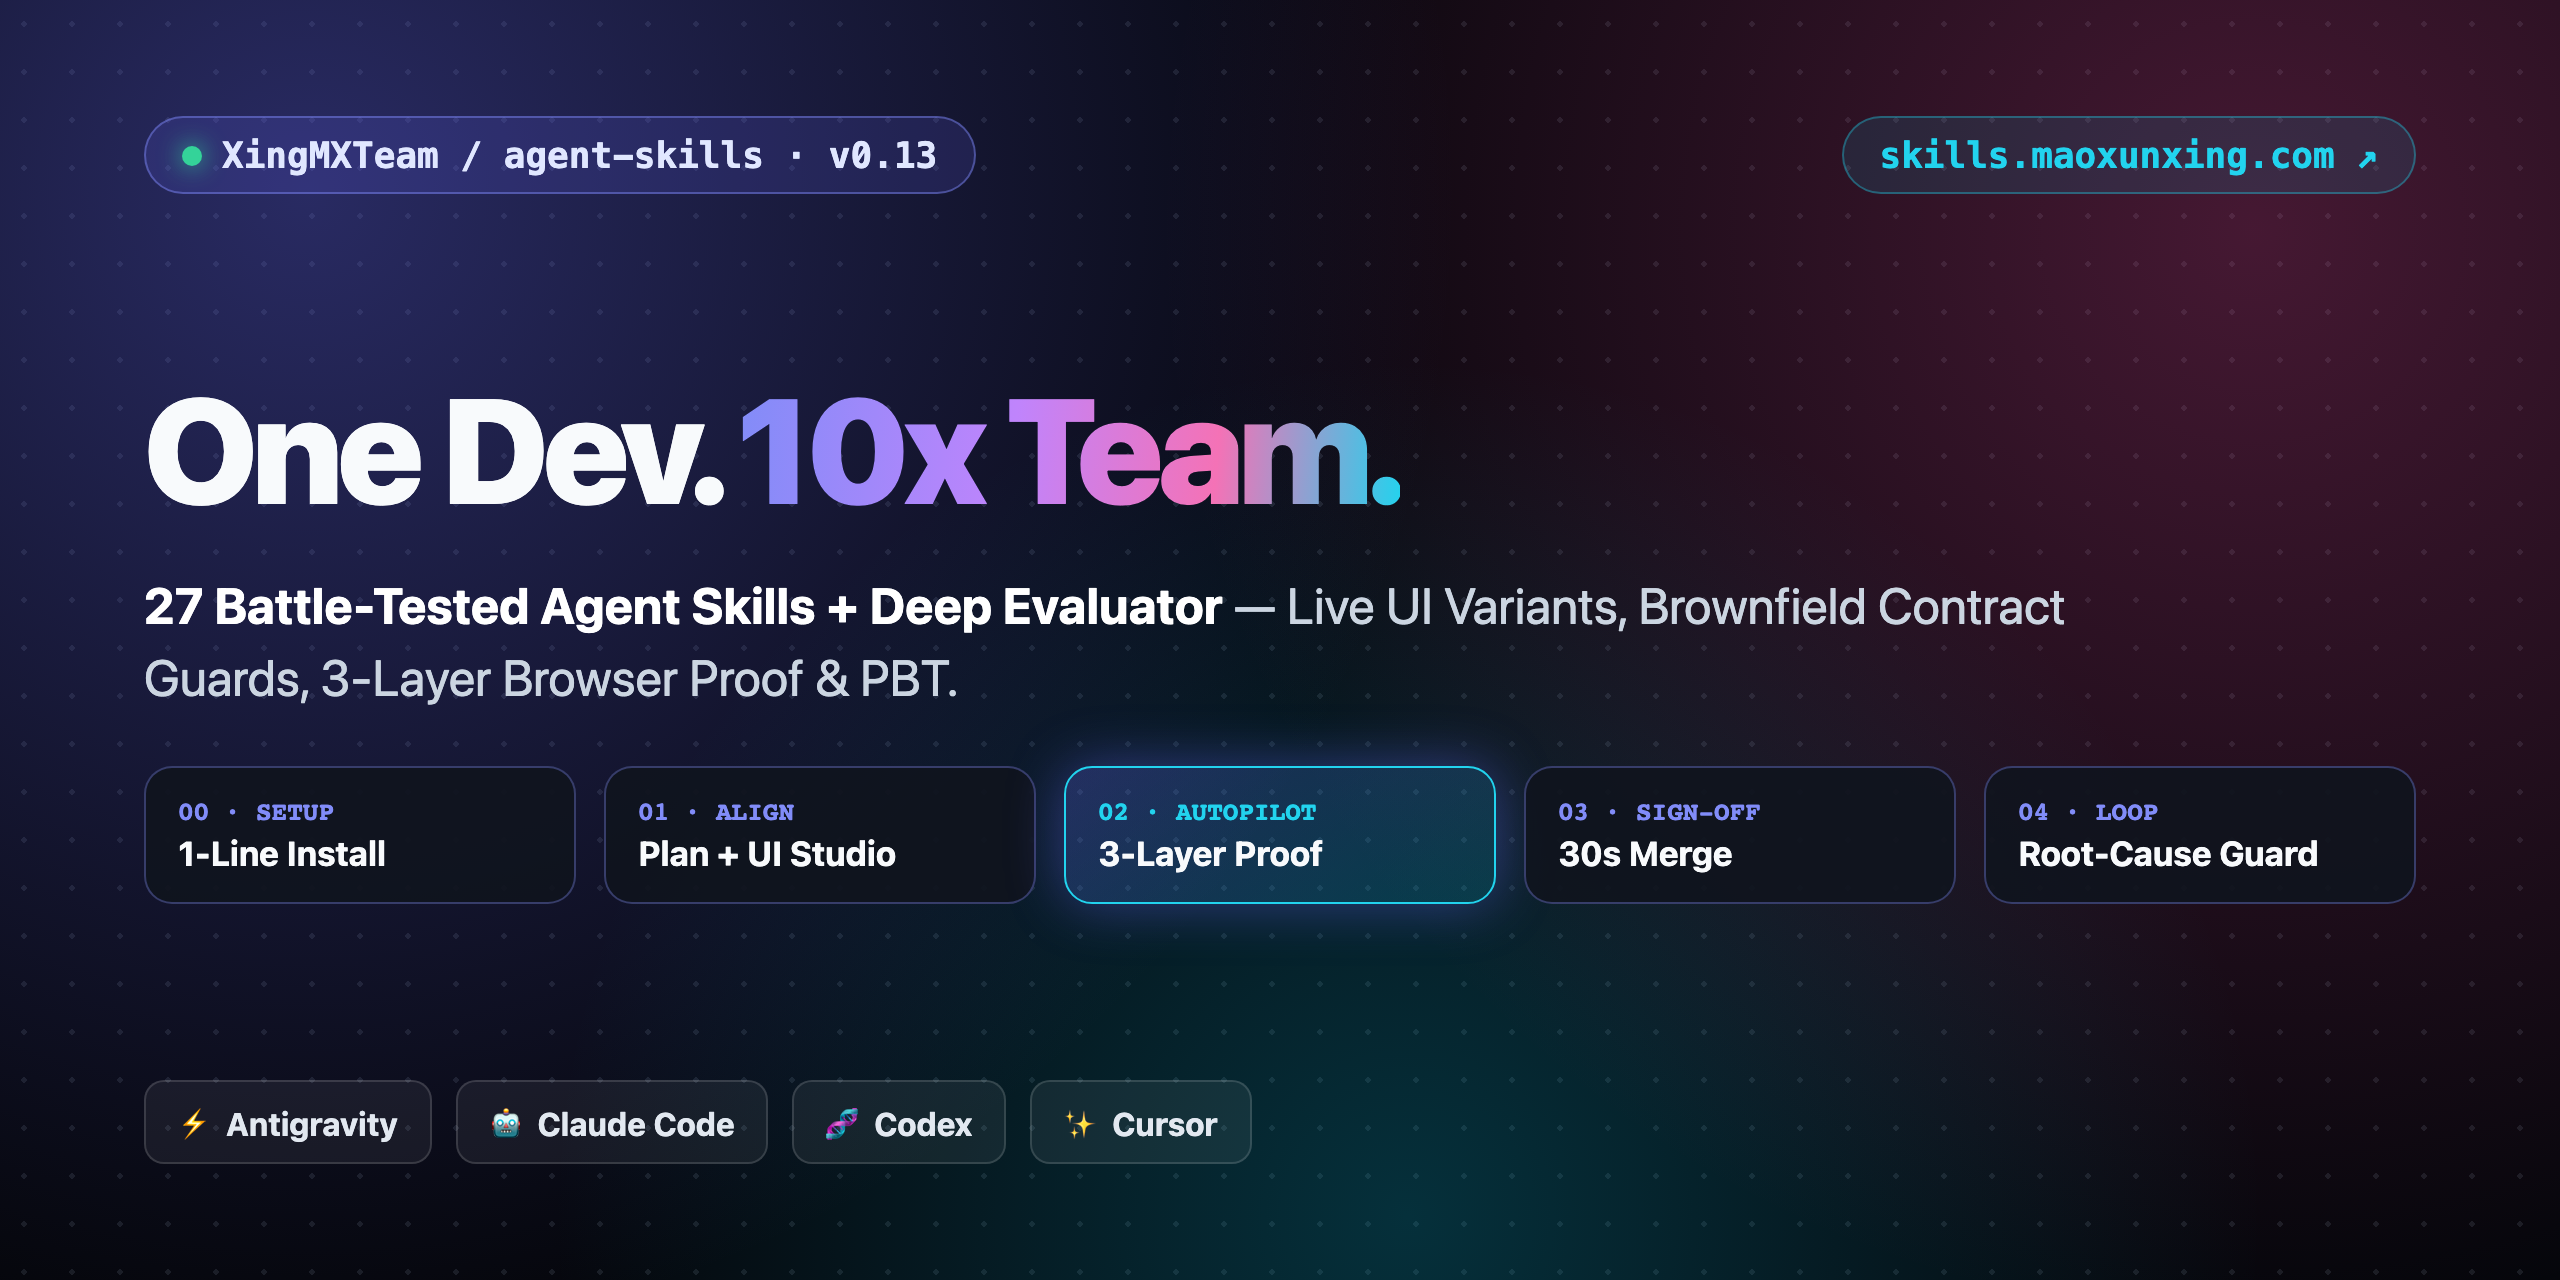 XingMXTeam / agent-skills · v0.13
skills.maoxunxing.com ↗
One Dev. 10x Team.
27 Battle-Tested Agent Skills + Deep Evaluator — Live UI Variants, Brownfield Contract
Guards, 3-Layer Browser Proof & PBT.
00 · SETUP
1-Line Install
01 · ALIGN
Plan + UI Studio
02 · AUTOPILOT
3-Layer Proof
03 · SIGN-OFF
30s Merge
04 · LOOP
Root-Cause Guard
⚡ Antigravity
🤖 Claude Code
🧬 Codex
✨ Cursor